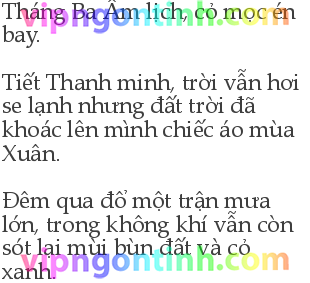 Tháng Ba Âm lịch, cỏ mọc én
bay.
vipngontinh.com
Tiết Thanh minh, trời vẫn hơi
se lạnh nhưng đất trời đã
khoác lên mình chiếc áo mùa
Xuân.
Đêm qua đổ một trận mưa
lớn, trong không khí vẫn còn
sót lại mùi bùn đất và cỏ
xanh.
vipngontinh.com